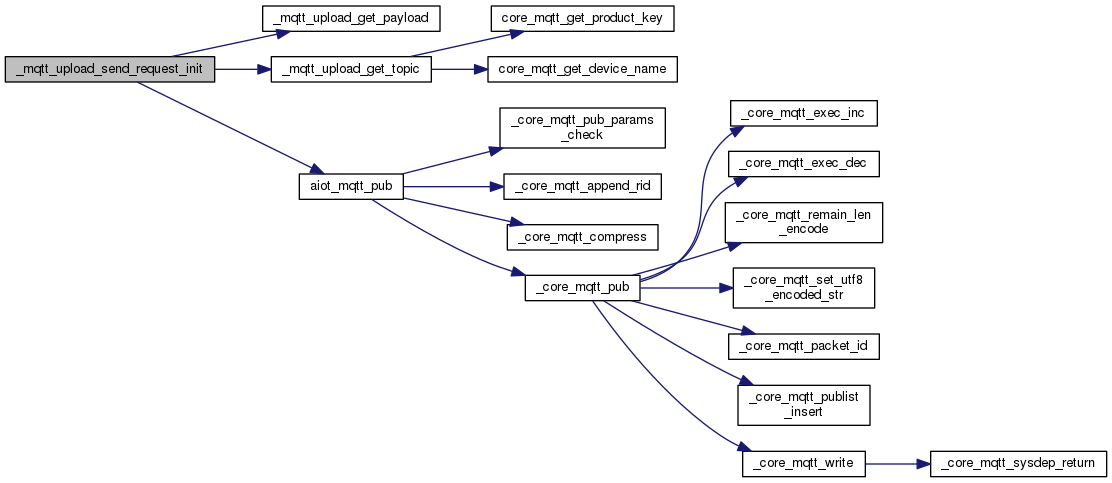 _mqtt_upload_send_request_init
_mqtt_upload_get_payload
_mqtt_upload_get_topic
core_mqtt_get_product_key
core_mqtt_get_device_name
aiot_mqtt_pub
_core_mqtt_pub_params
_check
_core_mqtt_append_rid
_core_mqtt_compress
_core_mqtt_pub
_core_mqtt_exec_inc
_core_mqtt_exec_dec
_core_mqtt_remain_len
_encode
_core_mqtt_set_utf8
_encoded_str
_core_mqtt_packet_id
_core_mqtt_publist
_insert
_core_mqtt_write
_core_mqtt_sysdep_return